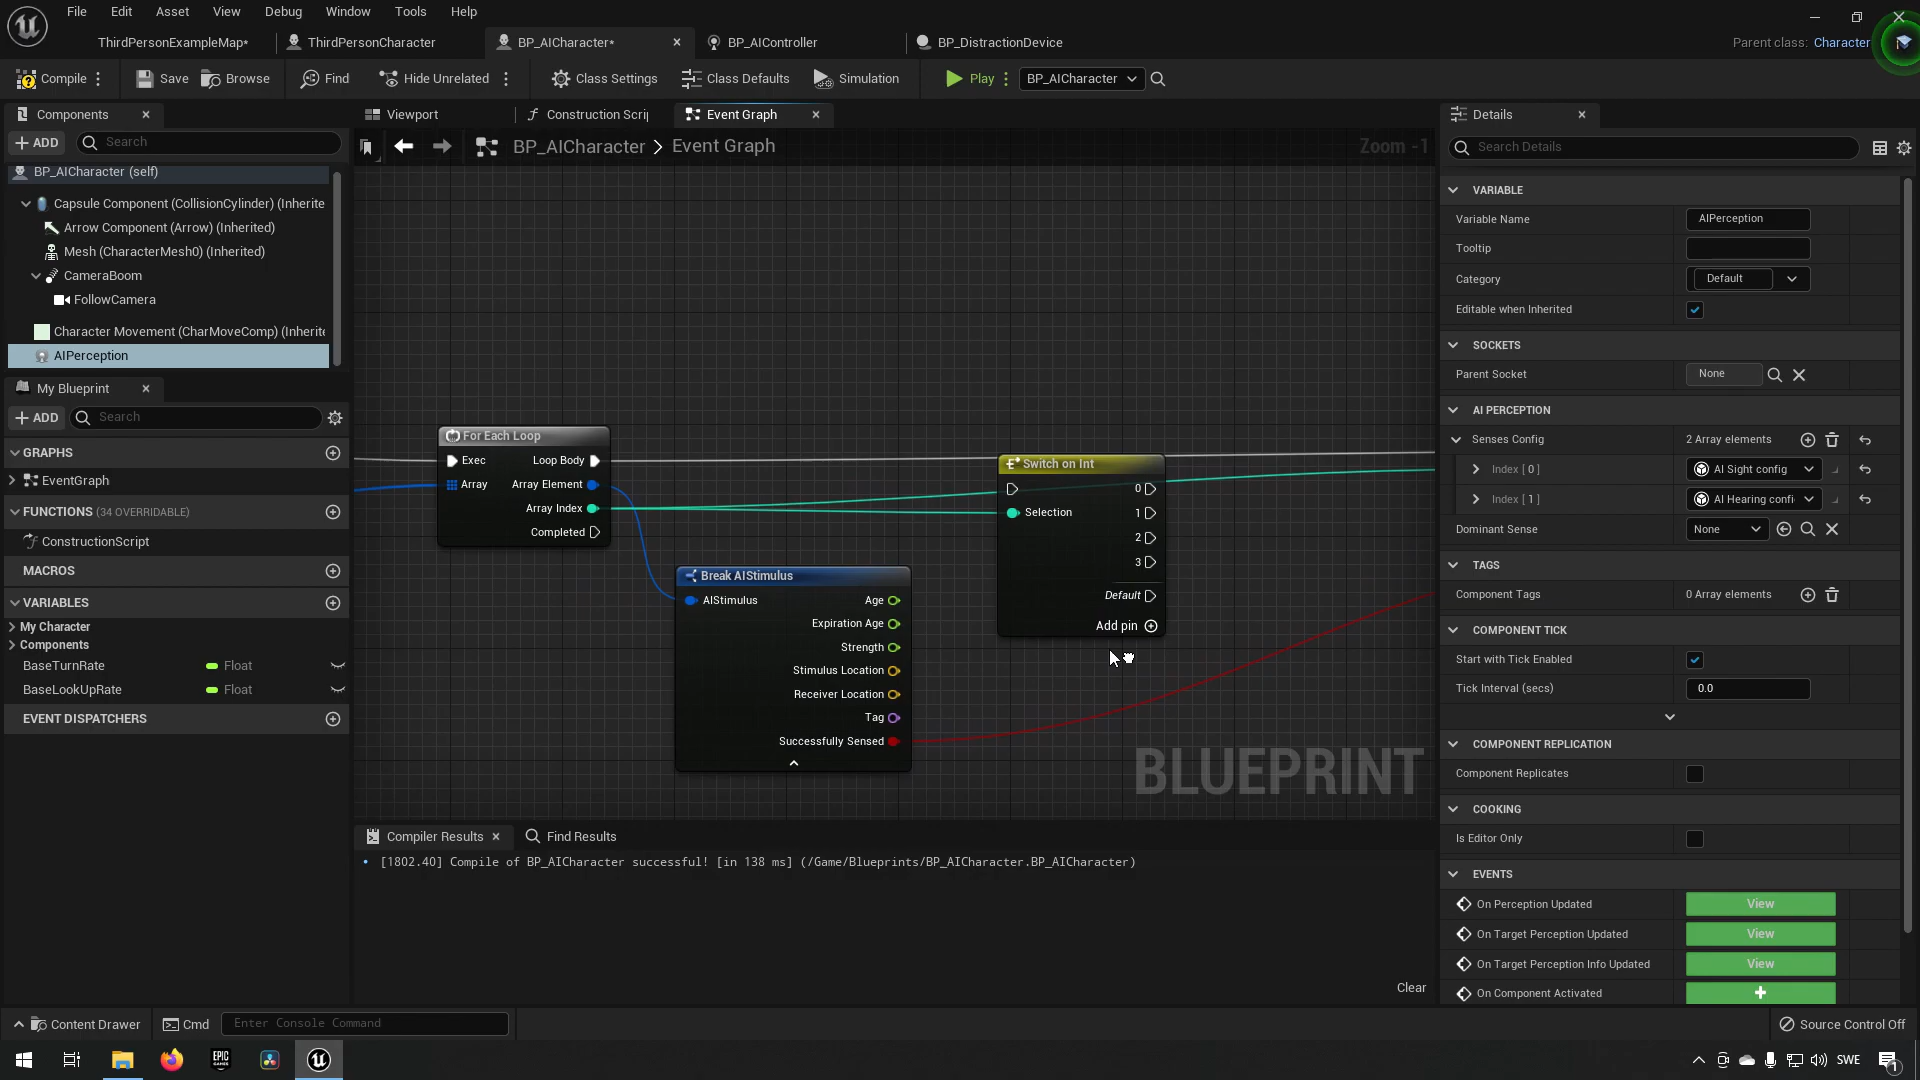 File Edit Asset View Debug Window Tools Help
ThirdPersonExampleMap* ThirdPersonCharacter BP_AICharacter* BP_AIController BP_DistractionDevice Parent class: Character
Compile Save Browse Find Hide Unrelated Class Settings Class Defaults Simulation Play BP_AICharacter
Components Viewport Construction Scrip Event Graph Details
ADD Search BP_AICharacter > Event Graph Zoom -1 Search Details
BP_AICharacter (self)
Capsule Component (CollisionCylinder) (Inherite
Arrow Component (Arrow) (Inherited)
Mesh (CharacterMesh0) (Inherited)
CameraBoom
FollowCamera
Character Movement (CharMoveComp) (Inherite
AIPerception
My Blueprint
ADD Search
GRAPHS
EventGraph
FUNCTIONS (34 OVERRIDABLE)
ConstructionScript
MACROS
VARIABLES
My Character
Components
BaseTurnRate Float
BaseLookUpRate Float
EVENT DISPATCHERS
For Each Loop
Exec Loop Body
Array Array Element
Array Index
Completed
Break AIStimulus
AIStimulus Age
Expiration Age
Strength
Stimulus Location
Receiver Location
Tag
Successfully Sensed
Switch on Int
0
Selection 1
2
3
Default
Add pin
BLUEPRINT
Compiler Results Find Results
• [1802.40] Compile of BP_AICharacter successful! [in 138 ms] (/Game/Blueprints/BP_AICharacter.BP_AICharacter)
Clear
VARIABLE
Variable Name AIPerception
Tooltip
Category Default
Editable when Inherited
SOCKETS
Parent Socket None
AI PERCEPTION
Senses Config 2 Array elements
Index [ 0 ] AI Sight config
Index [ 1 ] AI Hearing confi
Dominant Sense None
TAGS
Component Tags 0 Array elements
COMPONENT TICK
Start with Tick Enabled
Tick Interval (secs) 0.0
COMPONENT REPLICATION
Component Replicates
COOKING
Is Editor Only
EVENTS
On Perception Updated View
On Target Perception Updated View
On Target Perception Info Updated View
On Component Activated
Content Drawer Cmd Enter Console Command Source Control Off
EPIC GAMES SWE 1